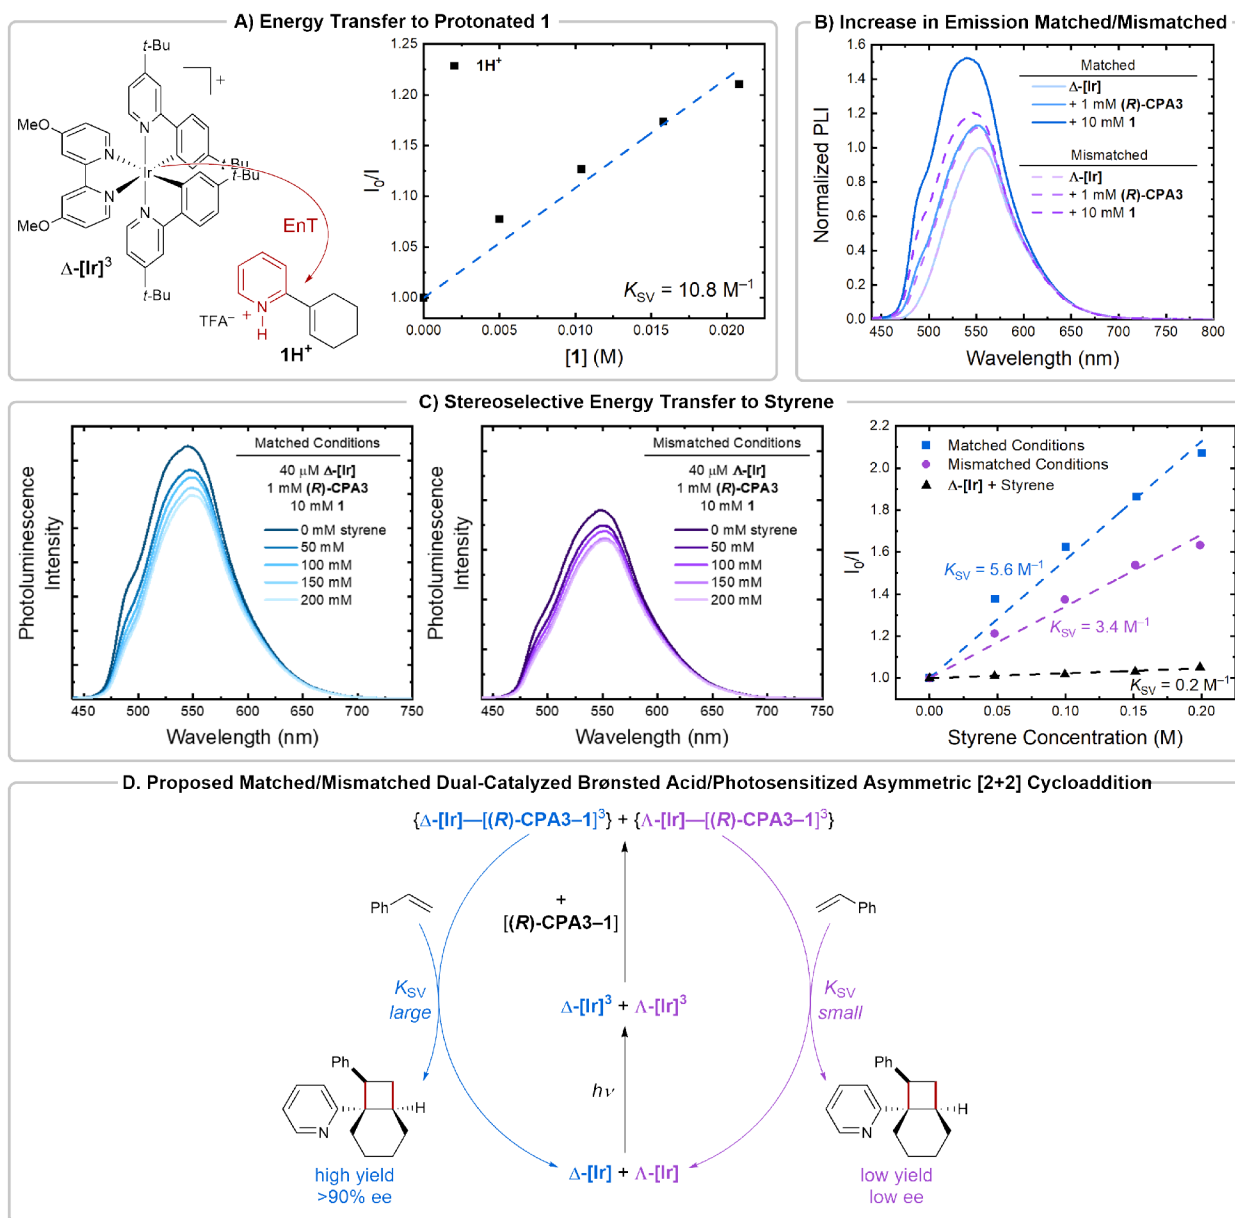 A) Energy Transfer to Protonated 1
t-Bu
t-Bu
+
MeO
N
N
Ir
t-Bu
t-Bu
N
N
MeO
EnT
Δ-[Ir]³
t-Bu
TFA⁻
+
N
H
1H⁺
1.25
1.20
1.15
1.10
1.05
1.00
I₀/I
1H⁺
K_SV = 10.8 M⁻¹
0.000 0.005 0.010 0.015 0.020
[1] (M)
B) Increase in Emission Matched/Mismatched
1.6
1.4
1.2
1.0
0.8
0.6
0.4
0.2
0.0
Normalized PLI
Matched
Δ-[Ir]
+ 1 mM (R)-CPA3
+ 10 mM 1
Mismatched
Λ-[Ir]
+ 1 mM (R)-CPA3
+ 10 mM 1
450 500 550 600 650 700 750 800
Wavelength (nm)
C) Stereoselective Energy Transfer to Styrene
Photoluminescence
Intensity
Matched Conditions
40 μM Δ-[Ir]
1 mM (R)-CPA3
10 mM 1
0 mM styrene
50 mM
100 mM
150 mM
200 mM
450 500 550 600 650 700 750
Wavelength (nm)
Photoluminescence
Intensity
Mismatched Conditions
40 μM Λ-[Ir]
1 mM (R)-CPA3
10 mM 1
0 mM styrene
50 mM
100 mM
150 mM
200 mM
450 500 550 600 650 700 750
Wavelength (nm)
2.2
2.0
1.8
1.6
1.4
1.2
1.0
I₀/I
Matched Conditions
Mismatched Conditions
Δ-[Ir] + Styrene
K_SV = 5.6 M⁻¹
K_SV = 3.4 M⁻¹
K_SV = 0.2 M⁻¹
0.00 0.05 0.10 0.15 0.20
Styrene Concentration (M)
D. Proposed Matched/Mismatched Dual-Catalyzed Brønsted Acid/Photosensitized Asymmetric [2+2] Cycloaddition
{Δ-[Ir]—[(R)-CPA3–1]³} + {Λ-[Ir]—[(R)-CPA3–1]³}
Ph
+
[(R)-CPA3–1]
Ph
K_SV
large
Δ-[Ir]³ + Λ-[Ir]³
K_SV
small
Ph
N
H
hν
Ph
N
H
high yield
>90% ee
Δ-[Ir] + Λ-[Ir]
low yield
low ee